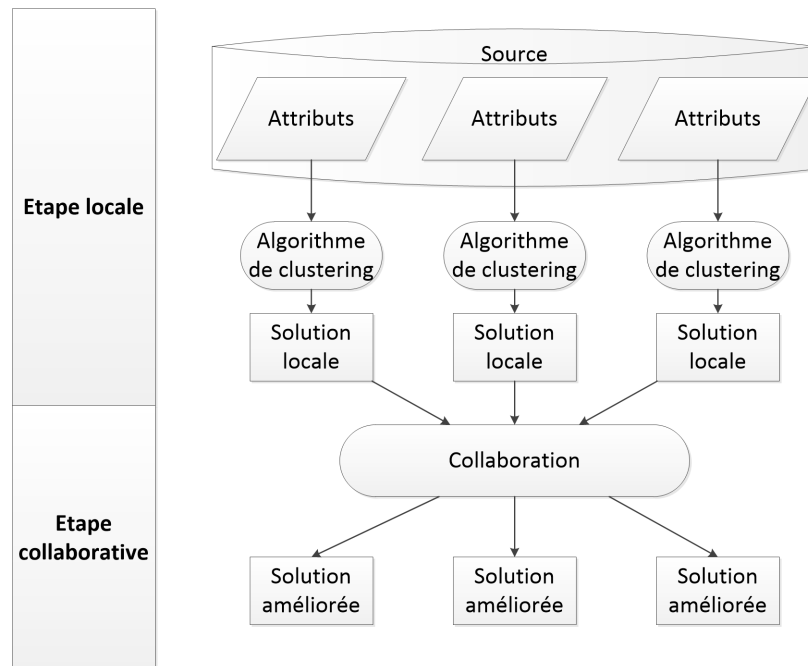 Source
Attributs
Attributs
Attributs
Etape locale
Algorithme
de clustering
Algorithme
de clustering
Algorithme
de clustering
Solution
locale
Solution
locale
Solution
locale
Collaboration
Etape
collaborative
Solution
améliorée
Solution
améliorée
Solution
améliorée